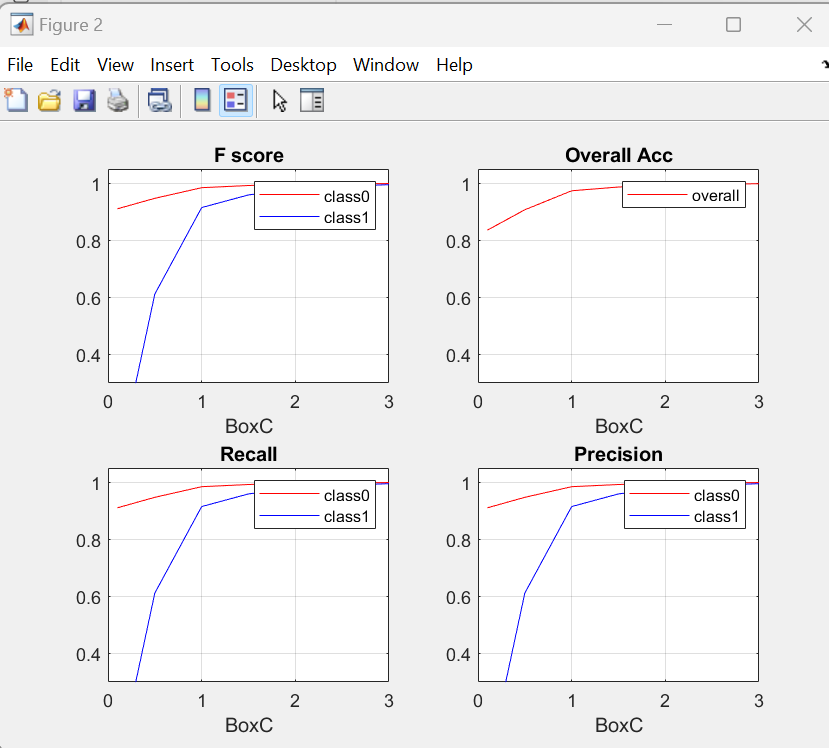 Figure 2
File Edit View Insert Tools Desktop Window Help
F score
1
0.8
0.6
0.4
class0
class1
0 1 2 3
BoxC
Overall Acc
1
0.8
0.6
0.4
overall
0 1 2 3
BoxC
Recall
1
0.8
0.6
0.4
class0
class1
0 1 2 3
BoxC
Precision
1
0.8
0.6
0.4
class0
class1
0 1 2 3
BoxC